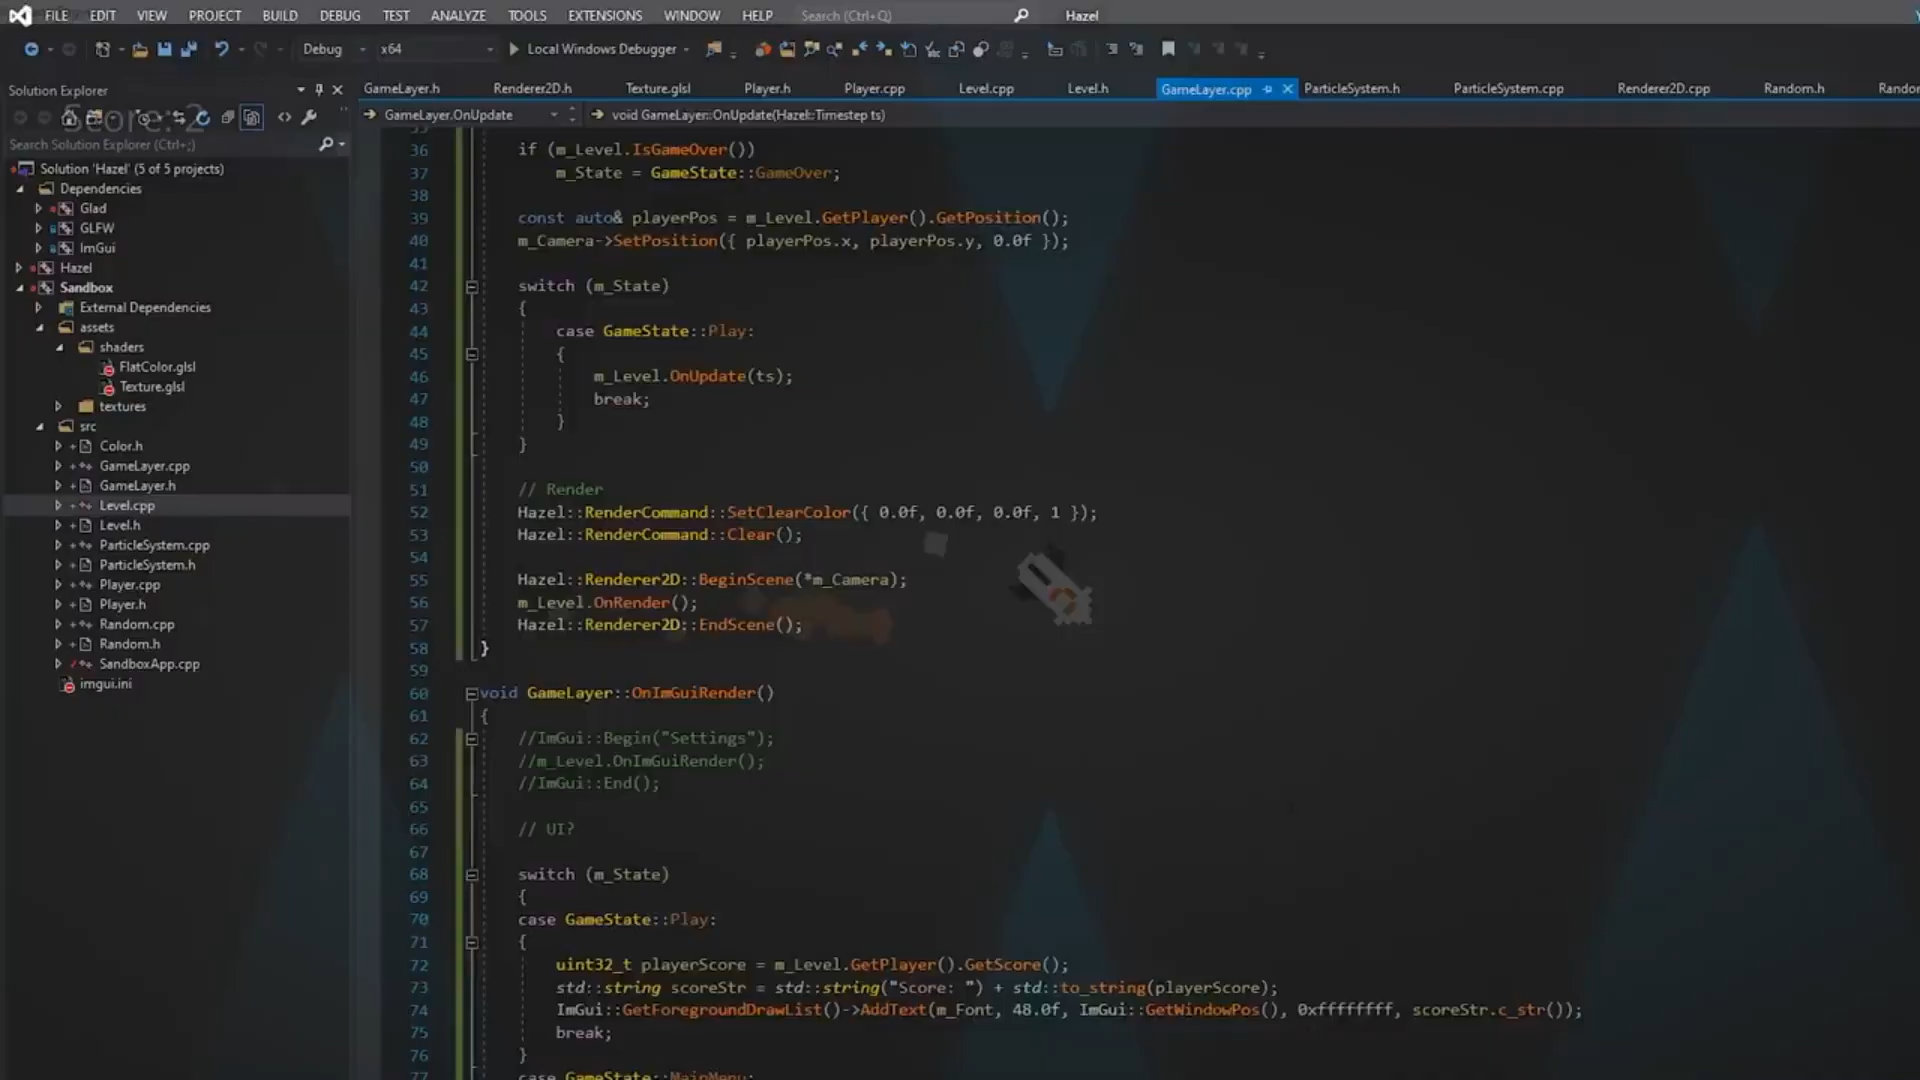 FILE EDIT VIEW PROJECT BUILD DEBUG TEST ANALYZE TOOLS EXTENSIONS WINDOW HELP Search (Ctrl+Q) Hazel
Debug x64 Local Windows Debugger
Solution Explorer
Score: 2
Search Solution Explorer (Ctrl+;)
Solution 'Hazel' (5 of 5 projects)
Dependencies
Glad
GLFW
ImGui
Hazel
Sandbox
External Dependencies
assets
shaders
FlatColor.glsl
Texture.glsl
textures
src
Color.h
GameLayer.cpp
GameLayer.h
Level.cpp
Level.h
ParticleSystem.cpp
ParticleSystem.h
Player.cpp
Player.h
Random.cpp
Random.h
SandboxApp.cpp
imgui.ini
GameLayer.h Renderer2D.h Texture.glsl Player.h Player.cpp Level.cpp Level.h GameLayer.cpp ParticleSystem.h ParticleSystem.cpp Renderer2D.cpp Random.h Rando
GameLayer.OnUpdate void GameLayer::OnUpdate(Hazel::Timestep ts)
35
36 if (m_Level.IsGameOver())
37 m_State = GameState::GameOver;
38
39 const auto& playerPos = m_Level.GetPlayer().GetPosition();
40 m_Camera->SetPosition({ playerPos.x, playerPos.y, 0.0f });
41
42 switch (m_State)
43 {
44 case GameState::Play:
45 {
46 m_Level.OnUpdate(ts);
47 break;
48 }
49 }
50
51 // Render
52 Hazel::RenderCommand::SetClearColor({ 0.0f, 0.0f, 0.0f, 1 });
53 Hazel::RenderCommand::Clear();
54
55 Hazel::Renderer2D::BeginScene(*m_Camera);
56 m_Level.OnRender();
57 Hazel::Renderer2D::EndScene();
58 }
59
60 void GameLayer::OnImGuiRender()
61 {
62 //ImGui::Begin("Settings");
63 //m_Level.OnImGuiRender();
64 //ImGui::End();
65
66 // UI?
67
68 switch (m_State)
69 {
70 case GameState::Play:
71 {
72 uint32_t playerScore = m_Level.GetPlayer().GetScore();
73 std::string scoreStr = std::string("Score: ") + std::to_string(playerScore);
74 ImGui::GetForegroundDrawList()->AddText(m_Font, 48.0f, ImGui::GetWindowPos(), 0xffffffff, scoreStr.c_str());
75 break;
76 }
77 case GameState::MainMenu: